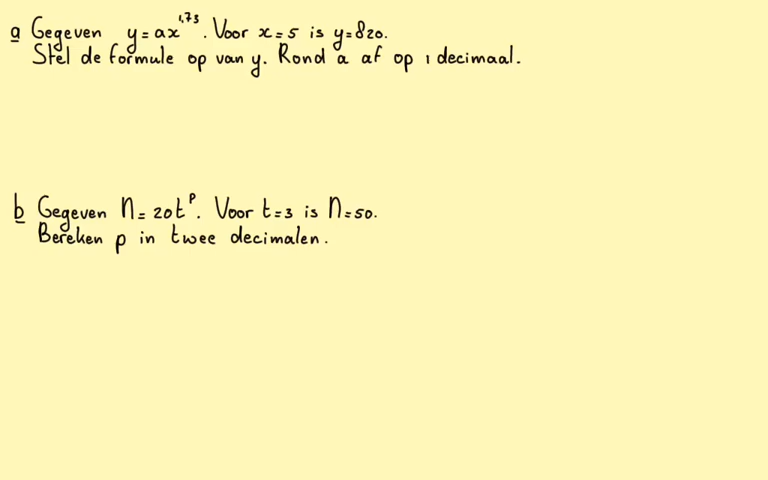 a Gegeven y = ax^1,73. Voor x = 5 is y = 820.
Stel de formule op van y. Rond a af op 1 decimaal.
b Gegeven N = 20t^p. Voor t = 3 is N = 50.
Bereken p in twee decimalen.